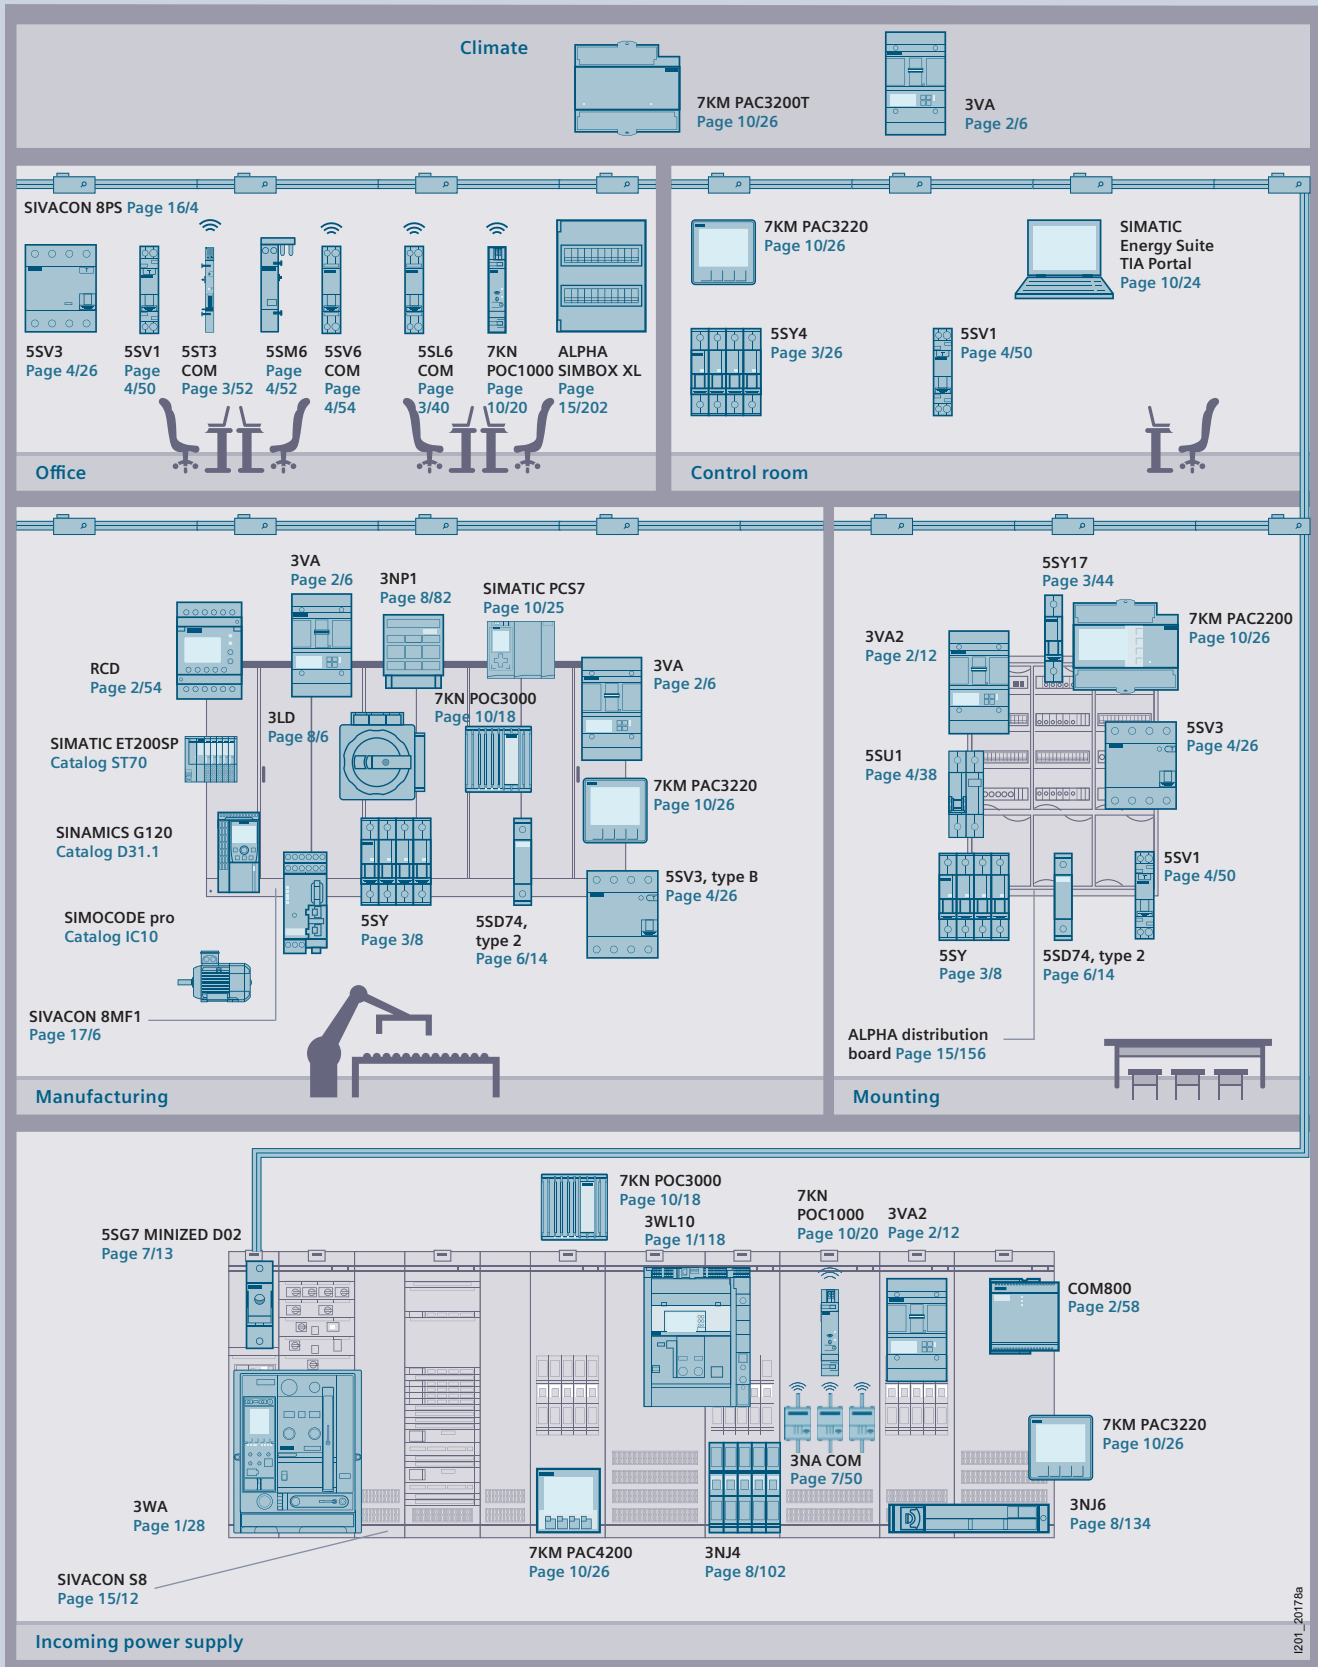 Climate
7KM PAC3200T
Page 10/26
3VA
Page 2/6
SIVACON 8PS Page 16/4
5SV3
Page 4/26
5SV1
Page
4/50
5ST3
COM
Page 3/52
5SM6
Page
4/52
5SV6
COM
Page
4/54
5SL6
COM
Page
3/40
7KN
POC1000
Page
10/20
ALPHA
SIMBOX XL
Page
15/202
Office
7KM PAC3220
Page 10/26
SIMATIC
Energy Suite
TIA Portal
Page 10/24
5SY4
Page 3/26
5SV1
Page 4/50
Control room
3VA
Page 2/6
3NP1
Page 8/82
SIMATIC PCS7
Page 10/25
RCD
Page 2/54
3VA
Page 2/6
3LD
Page 8/6
7KN POC3000
Page 10/18
SIMATIC ET200SP
Catalog ST70
7KM PAC3220
Page 10/26
SINAMICS G120
Catalog D31.1
5SV3, type B
Page 4/26
SIMOCODE pro
Catalog IC10
5SY
Page 3/8
5SD74,
type 2
Page 6/14
SIVACON 8MF1
Page 17/6
Manufacturing
5SY17
Page 3/44
7KM PAC2200
Page 10/26
3VA2
Page 2/12
5SV3
Page 4/26
5SU1
Page 4/38
5SV1
Page 4/50
5SY
Page 3/8
5SD74, type 2
Page 6/14
ALPHA distribution
board Page 15/156
Mounting
7KN POC3000
Page 10/18
3WL10
Page 1/118
7KN
POC1000
Page 10/20
3VA2
Page 2/12
5SG7 MINIZED D02
Page 7/13
COM800
Page 2/58
7KM PAC3220
Page 10/26
3NA COM
Page 7/50
3WA
Page 1/28
3NJ6
Page 8/134
7KM PAC4200
Page 10/26
3NJ4
Page 8/102
SIVACON S8
Page 15/12
I201_20178a
Incoming power supply